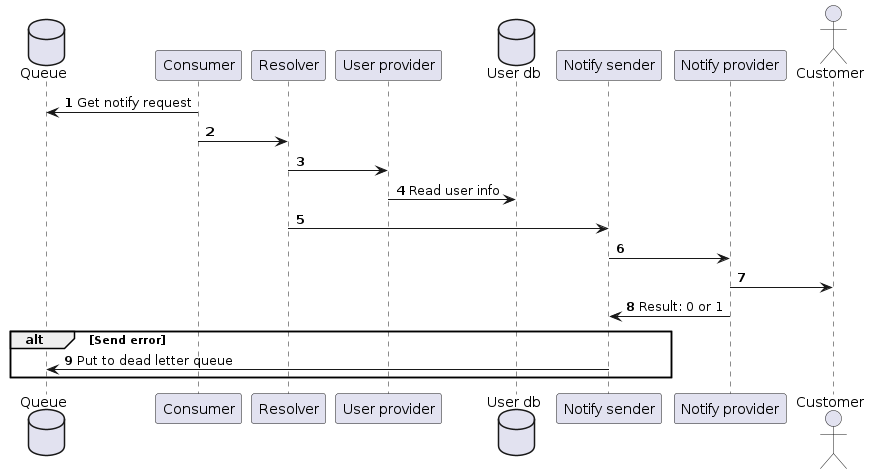 Queue Consumer Resolver User provider User db Notify sender Notify provider Customer
1 Get notify request
2
3
4 Read user info
5
6
7
8 Result: 0 or 1
alt [Send error]
9 Put to dead letter queue
Queue Consumer Resolver User provider User db Notify sender Notify provider Customer